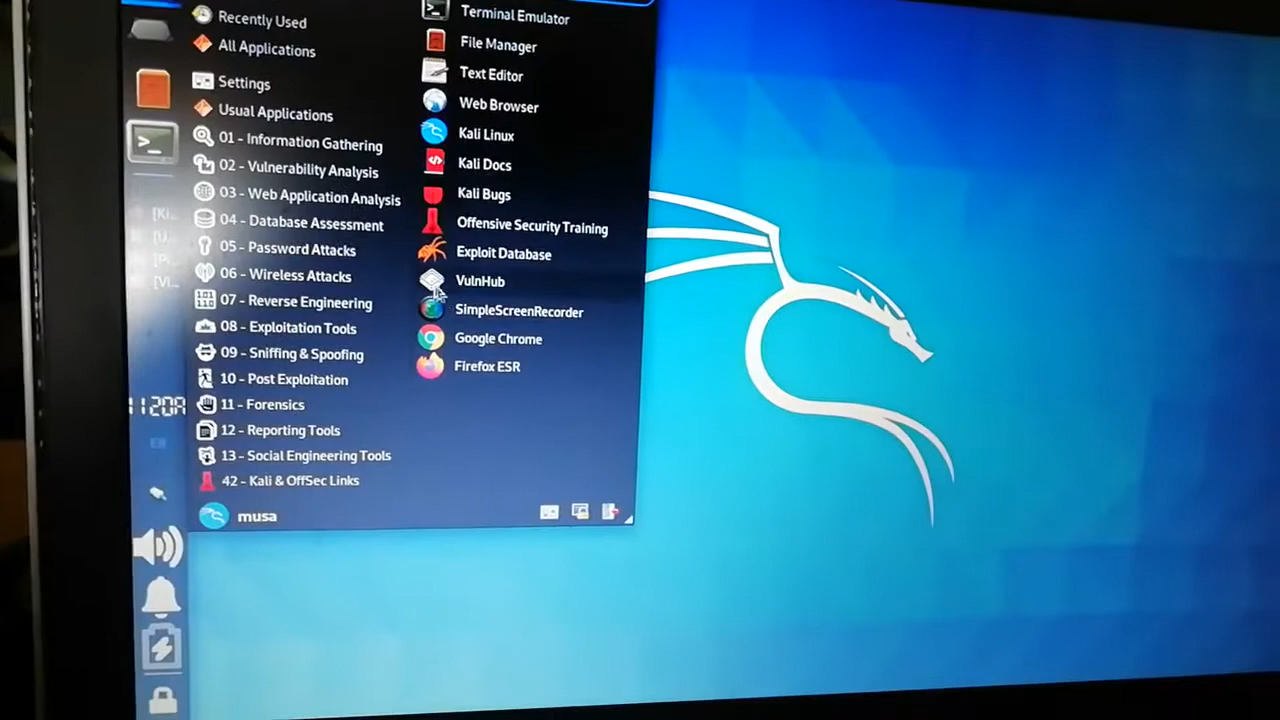 Recently Used
All Applications
Settings
Usual Applications
01 - Information Gathering
02 - Vulnerability Analysis
03 - Web Application Analysis
04 - Database Assessment
05 - Password Attacks
06 - Wireless Attacks
07 - Reverse Engineering
08 - Exploitation Tools
09 - Sniffing & Spoofing
10 - Post Exploitation
11 - Forensics
12 - Reporting Tools
13 - Social Engineering Tools
42 - Kali & OffSec Links
musa
Terminal Emulator
File Manager
Text Editor
Web Browser
Kali Linux
Kali Docs
Kali Bugs
Offensive Security Training
Exploit Database
VulnHub
SimpleScreenRecorder
Google Chrome
Firefox ESR